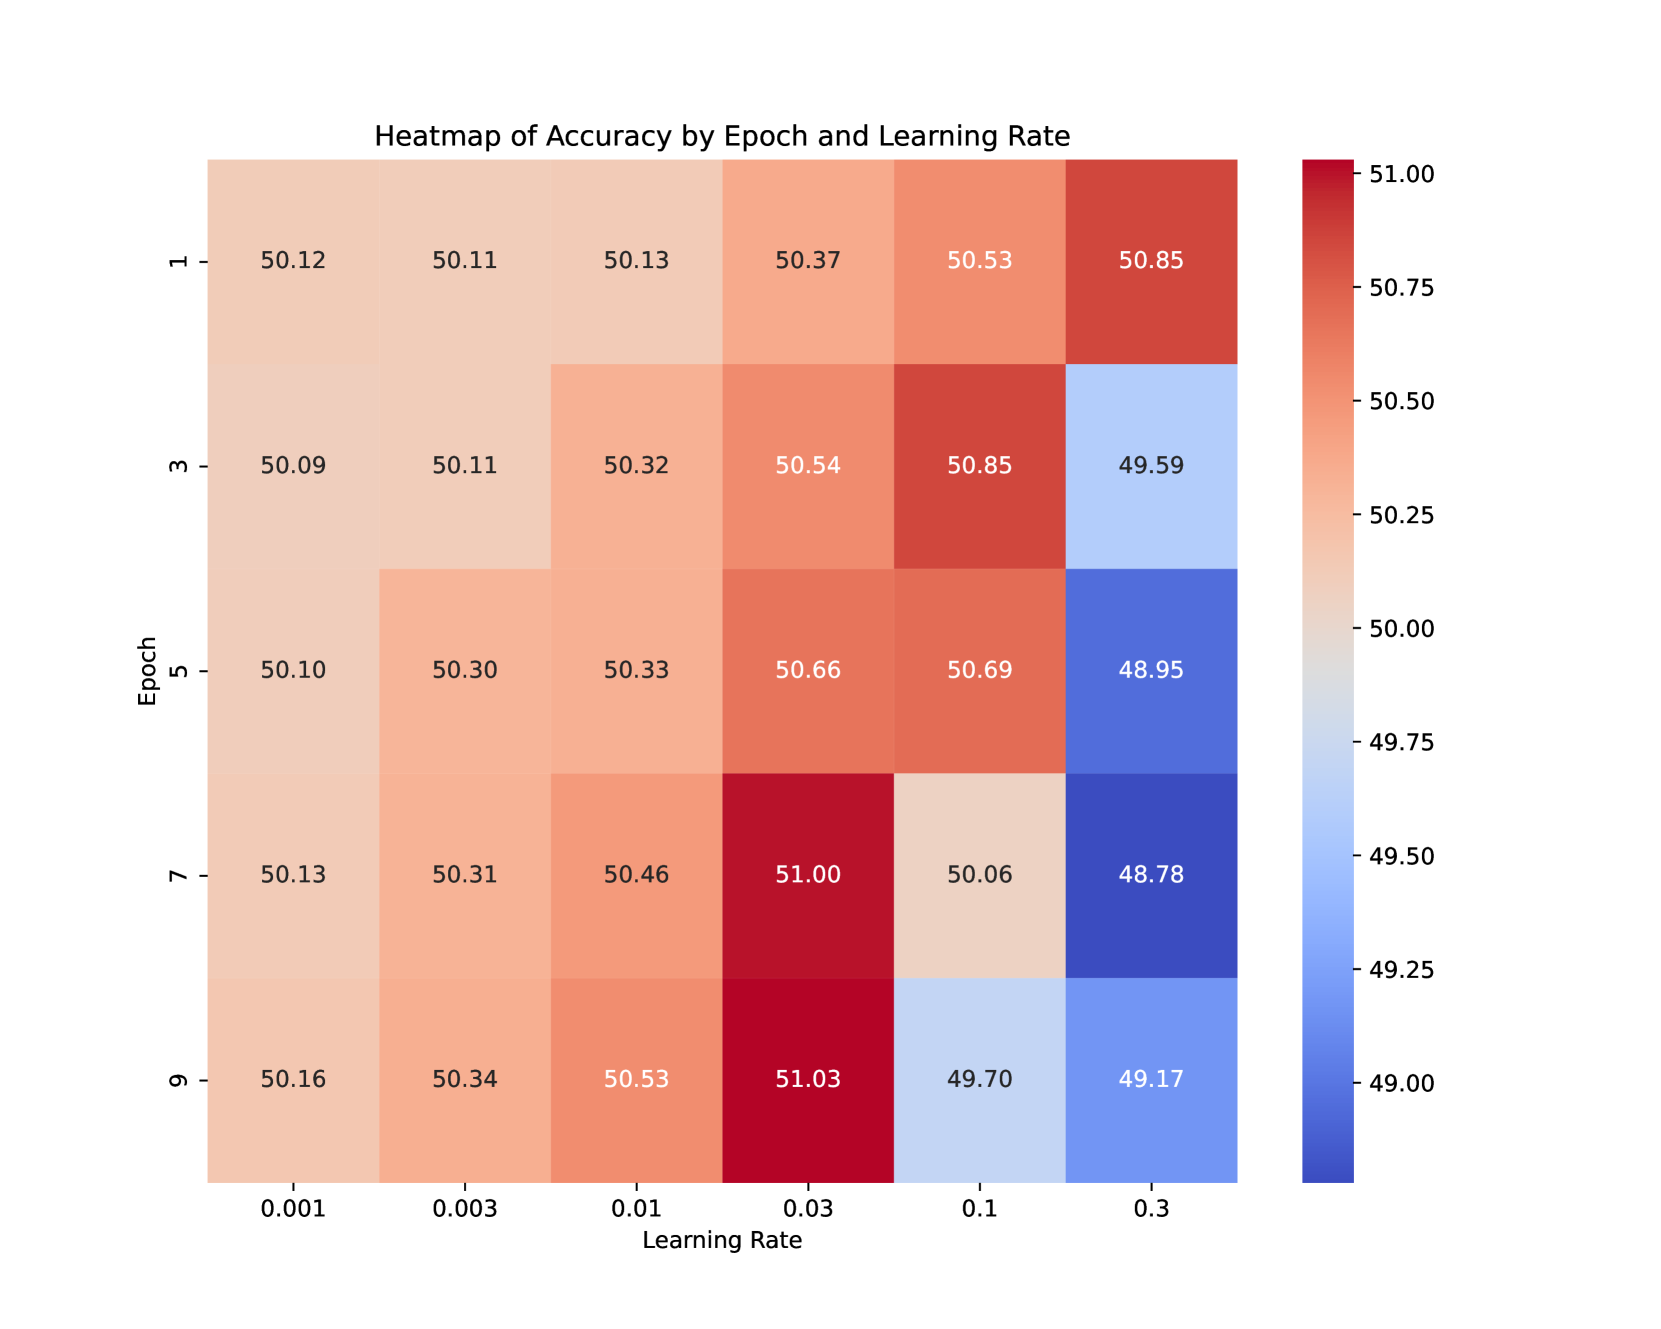 Heatmap of Accuracy by Epoch and Learning Rate
1 50.12 50.11 50.13 50.37 50.53 50.85
3 50.09 50.11 50.32 50.54 50.85 49.59
5 50.10 50.30 50.33 50.66 50.69 48.95
7 50.13 50.31 50.46 51.00 50.06 48.78
9 50.16 50.34 50.53 51.03 49.70 49.17
0.001 0.003 0.01 0.03 0.1 0.3
Learning Rate
Epoch
51.00
50.75
50.50
50.25
50.00
49.75
49.50
49.25
49.00